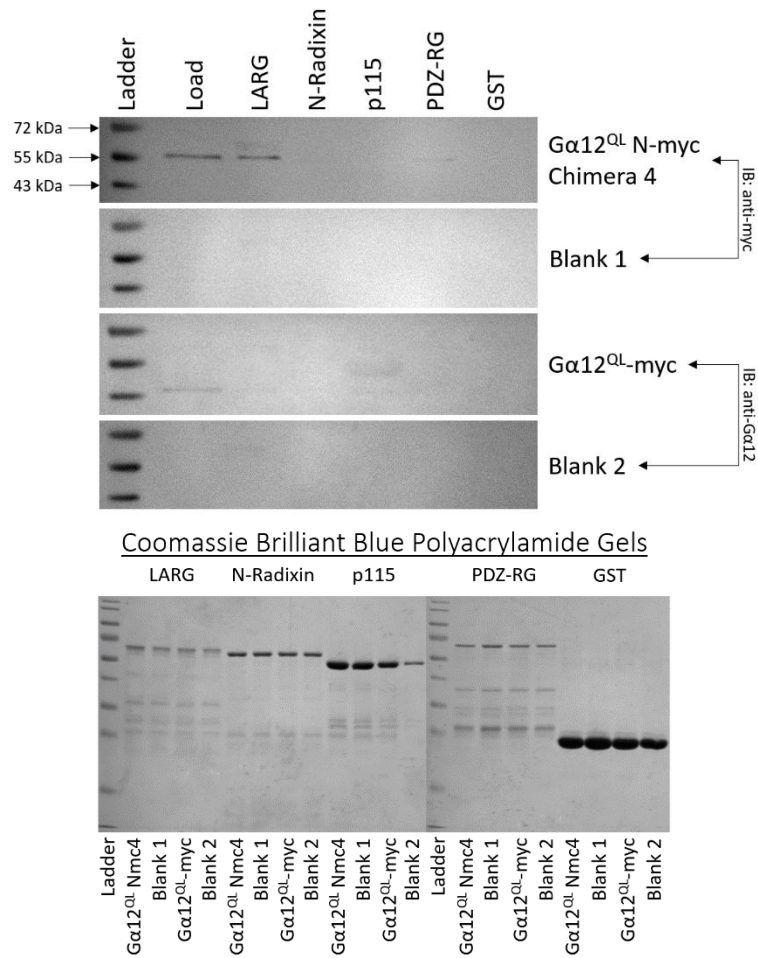 Ladder
Load
LARG
N-Radixin
p115
PDZ-RG
GST
72 kDa
55 kDa
43 kDa
Gα12QL N-myc
Chimera 4
Blank 1
IB: anti-myc
Gα12QL-myc
Blank 2
IB: anti-Gα12
Coomassie Brilliant Blue Polyacrylamide Gels
LARG N-Radixin p115 PDZ-RG GST
Ladder
Gα12QL Nmc4
Blank 1
Gα12QL-myc
Blank 2
Gα12QL Nmc4
Blank 1
Gα12QL-myc
Blank 2
Gα12QL Nmc4
Blank 1
Gα12QL-myc
Blank 2
Ladder
Gα12QL Nmc4
Blank 1
Gα12QL-myc
Blank 2
Gα12QL Nmc4
Blank 1
Gα12QL-myc
Blank 2